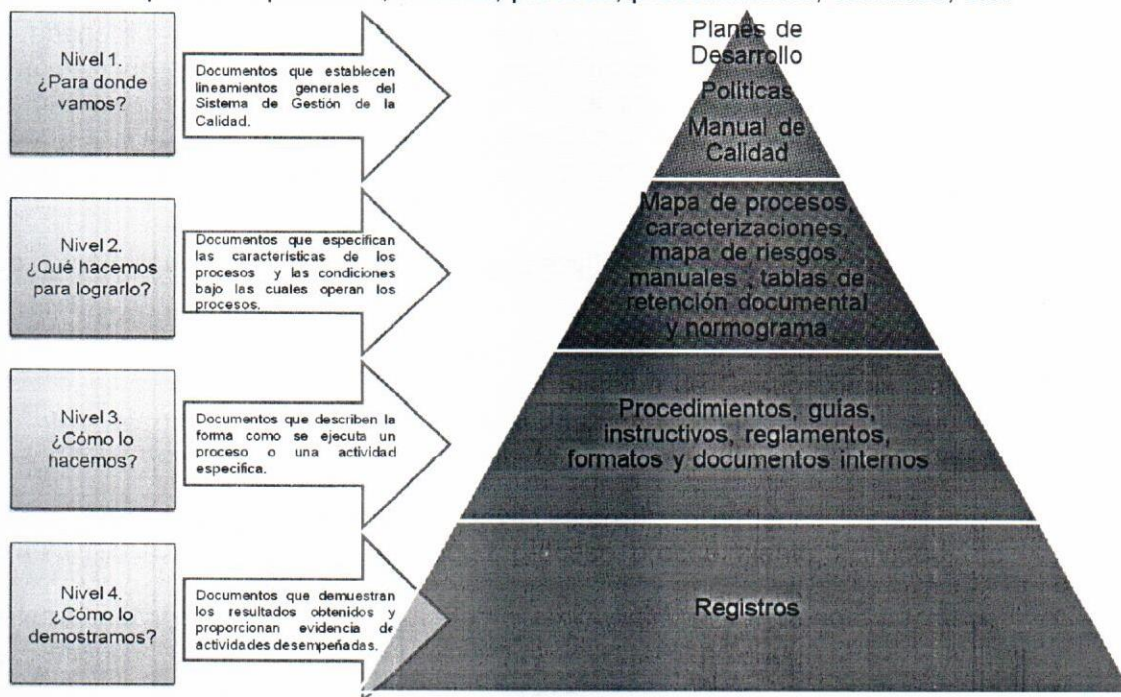 Nivel 1.
¿Para donde
vamos?
Documentos que establecen
lineamientos generales del
Sistema de Gestión de la
Calidad.
Planes de
Desarrollo
Políticas
Manual de
Calidad
Nivel 2.
¿Qué hacemos
para lograrlo?
Documentos que especifican
las características de los
procesos y las condiciones
bajo las cuales operan los
procesos.
Mapa de procesos,
caracterizaciones,
mapa de riesgos,
manuales , tablas de
retención documental
y normograma
Nivel 3.
¿Cómo lo
hacemos?
Documentos que describen la
forma como se ejecuta un
proceso o una actividad
especifica.
Procedimientos, guías,
instructivos, reglamentos,
formatos y documentos internos
Nivel 4.
¿Cómo lo
demostramos?
Documentos que demuestran
los resultados obtenidos y
proporcionan evidencia de
actividades desempeñadas.
Registros